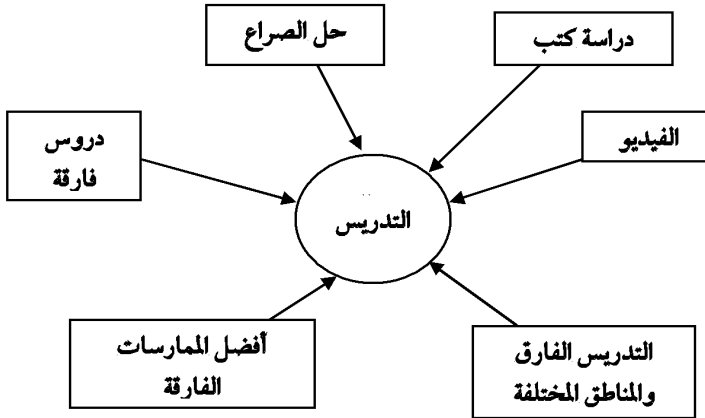 دراسة كتب
حل الصراع
الفيديو
دروس
فارقة
التدريس
التدريس الفارق
والمناطق المختلفة
أفضل الممارسات
الفارقة